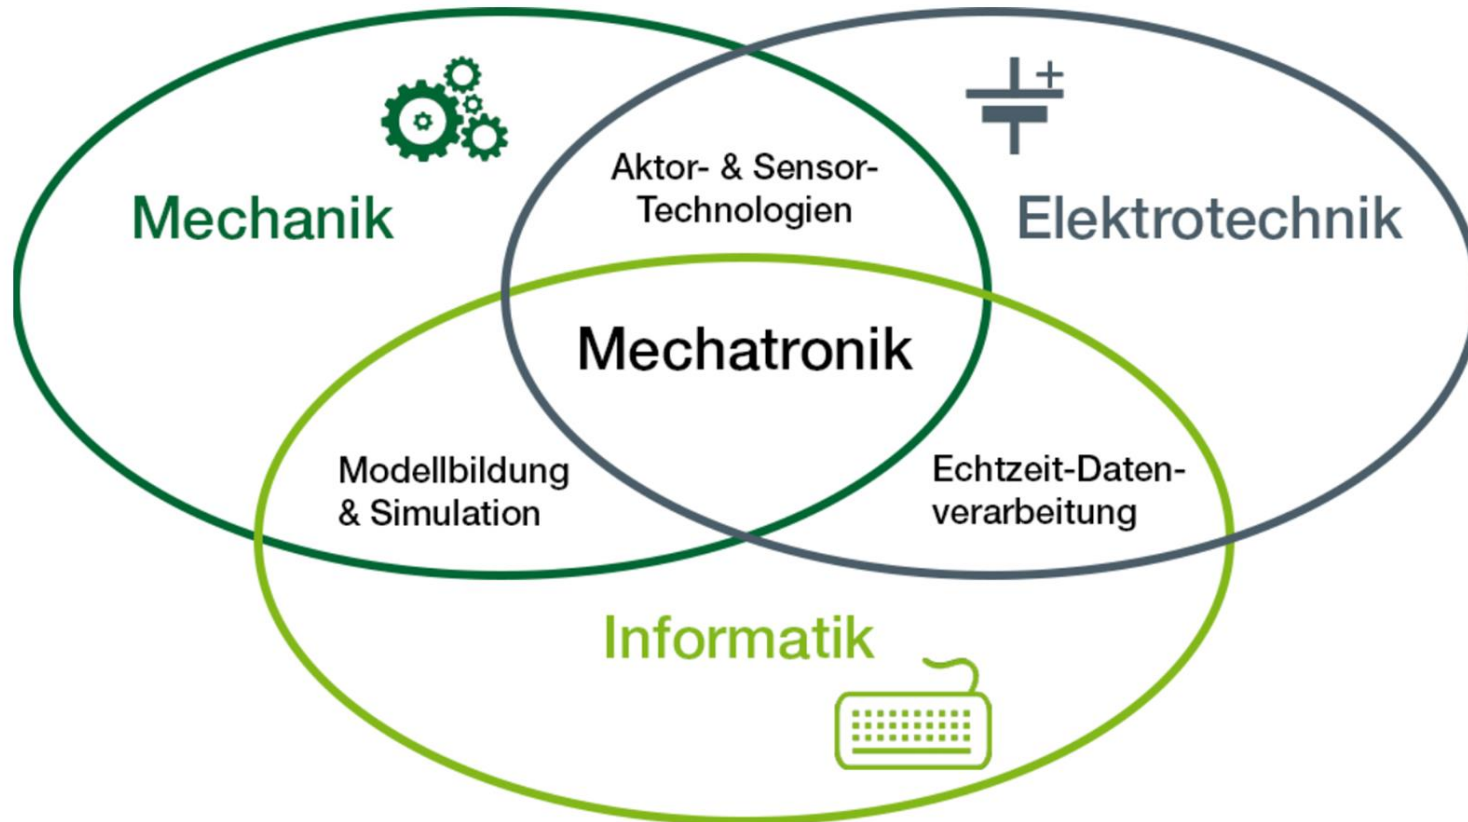 Aktor- & Sensor-
Technologien
Mechanik
Elektrotechnik
Mechatronik
Modellbildung
& Simulation
Echtzeit-Daten-
verarbeitung
Informatik